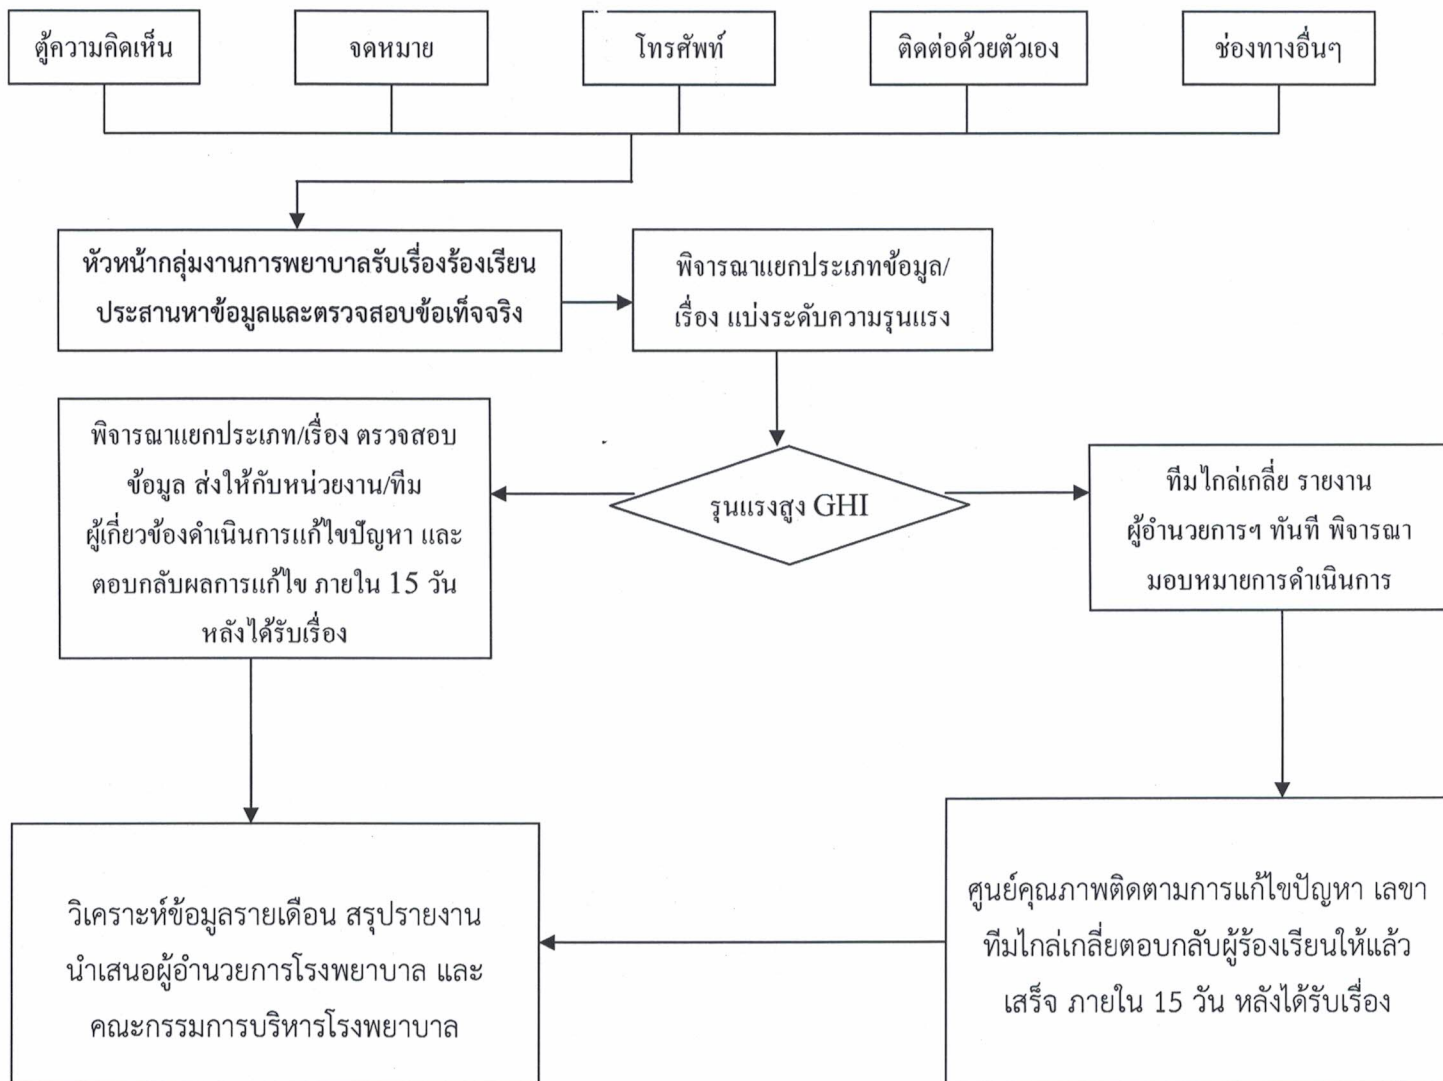 ตู้ความคิดเห็น
จดหมาย
โทรศัพท์
ติดต่อด้วยตัวเอง
ช่องทางอื่นๆ
หัวหน้ากลุ่มงานการพยาบาลรับเรื่องร้องเรียน
ประสานหาข้อมูลและตรวจสอบข้อเท็จจริง
พิจารณาแยกประเภทข้อมูล/
เรื่อง แบ่งระดับความรุนแรง
พิจารณาแยกประเภท/เรื่อง ตรวจสอบ
ข้อมูล ส่งให้กับหน่วยงาน/ทีม
ผู้เกี่ยวข้องดำเนินการแก้ไขปัญหา และ
ตอบกลับผลการแก้ไข ภายใน 15 วัน
หลังได้รับเรื่อง
รุนแรงสูง GHI
ทีมไกล่เกลี่ย รายงาน
ผู้อำนวยการฯ ทันที พิจารณา
มอบหมายการดำเนินการ
วิเคราะห์ข้อมูลรายเดือน สรุปรายงาน
นำเสนอผู้อำนวยการโรงพยาบาล และ
คณะกรรมการบริหารโรงพยาบาล
ศูนย์คุณภาพติดตามการแก้ไขปัญหา เลขา
ทีมไกล่เกลี่ยตอบกลับผู้ร้องเรียนให้แล้ว
เสร็จ ภายใน 15 วัน หลังได้รับเรื่อง